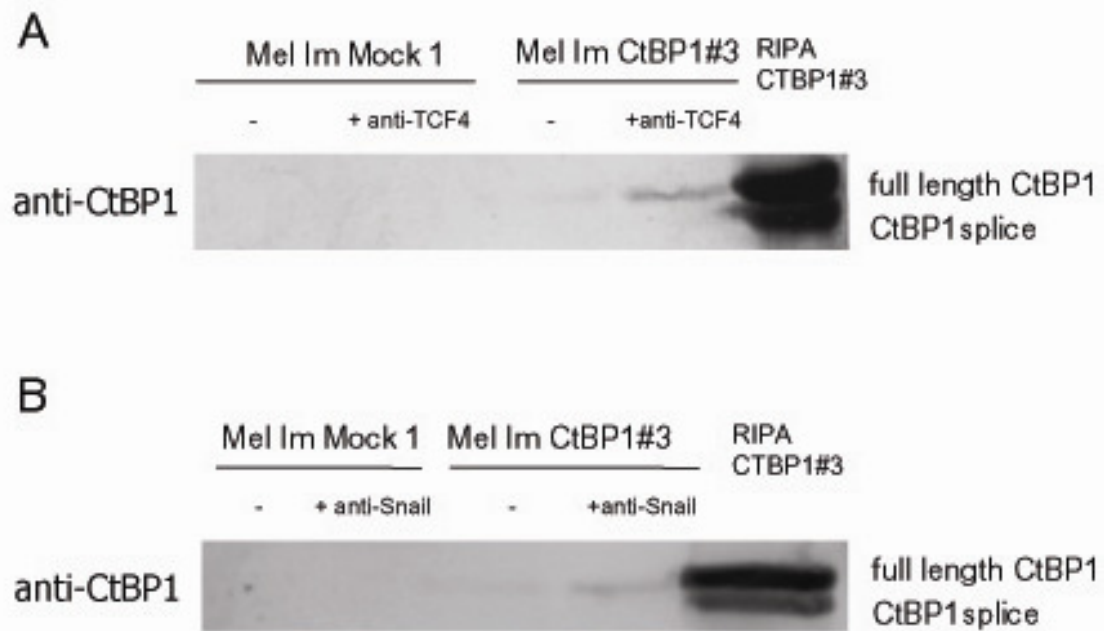 A
Mel Im Mock 1 Mel Im CtBP1#3 RIPA
CTBP1#3
- + anti-TCF4 - +anti-TCF4
anti-CtBP1
full length CtBP1
CtBP1splice
B
Mel Im Mock 1 Mel Im CtBP1#3 RIPA
CTBP1#3
- + anti-Snail - +anti-Snail
anti-CtBP1
full length CtBP1
CtBP1splice